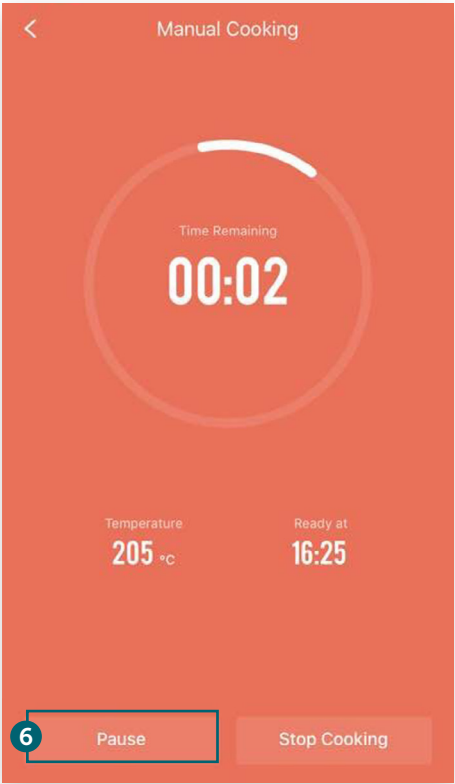 Manual Cooking
Time Remaining
00:02
Temperature Ready at
205 °C 16:25
6 Pause Stop Cooking